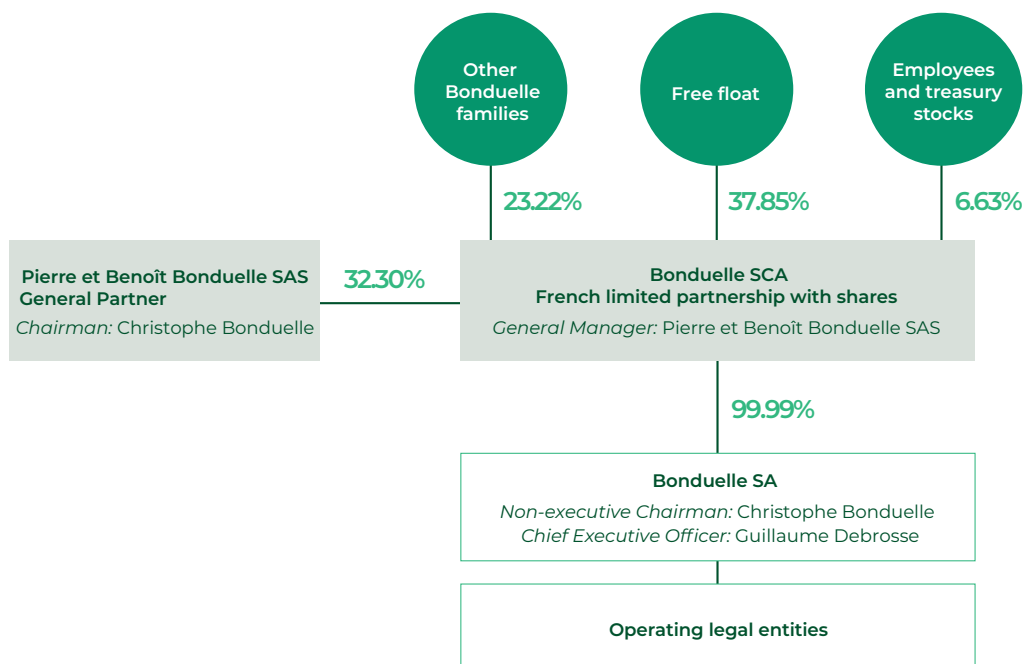 Other
Bonduelle
families
Free float
Employees
and treasury
stocks
23.22%
37.85%
6.63%
Pierre et Benoît Bonduelle SAS
General Partner
Chairman: Christophe Bonduelle
32.30%
Bonduelle SCA
French limited partnership with shares
General Manager: Pierre et Benoît Bonduelle SAS
99.99%
Bonduelle SA
Non-executive Chairman: Christophe Bonduelle
Chief Executive Officer: Guillaume Debrosse
Operating legal entities